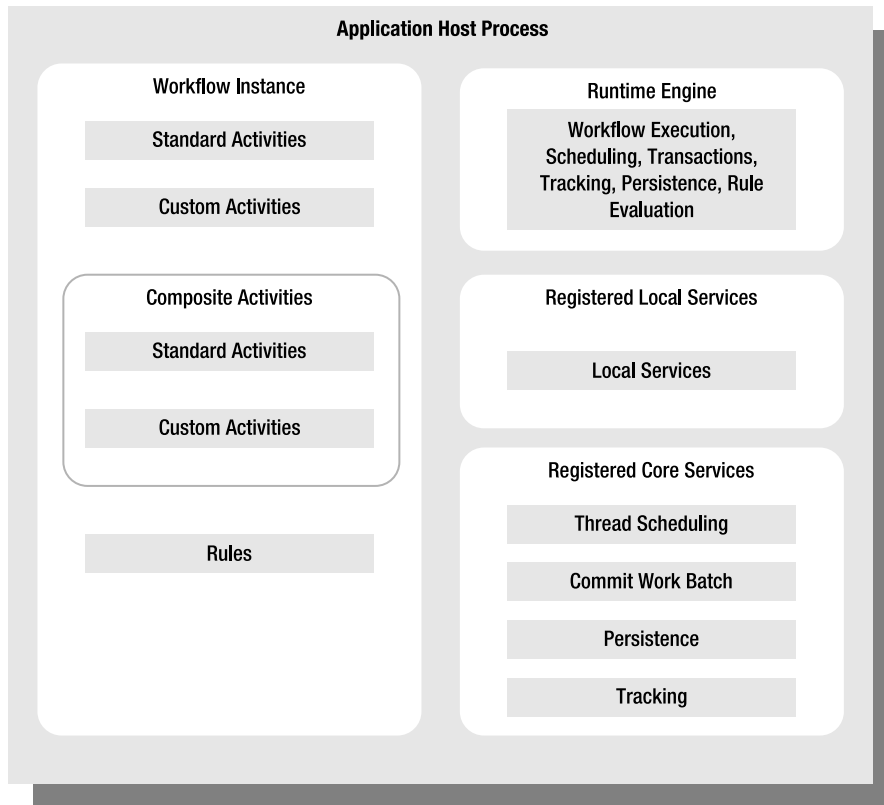 Application Host Process
Workflow Instance
Standard Activities
Custom Activities
Composite Activities
Standard Activities
Custom Activities
Rules
Runtime Engine
Workflow Execution,
Scheduling, Transactions,
Tracking, Persistence, Rule
Evaluation
Registered Local Services
Local Services
Registered Core Services
Thread Scheduling
Commit Work Batch
Persistence
Tracking